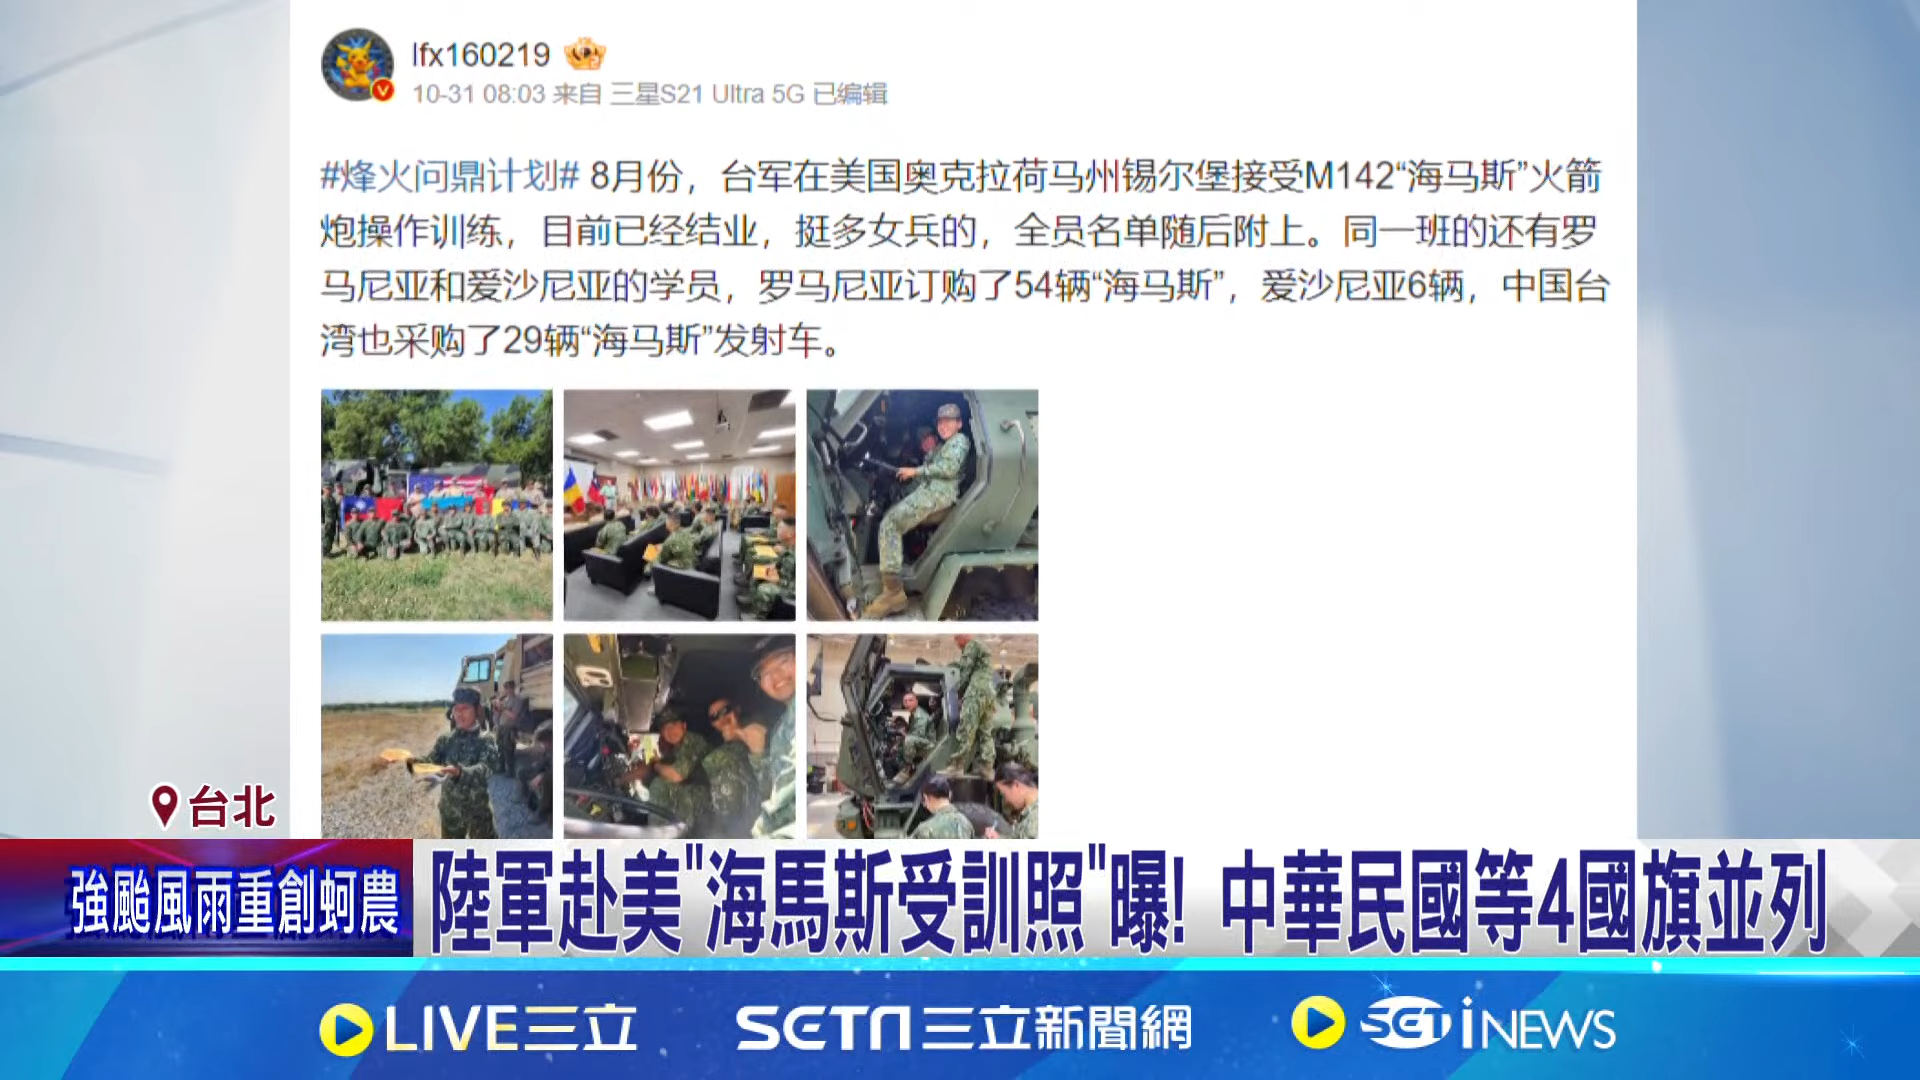 lfx160219
10-31 08:03 来自 三星S21 Ultra 5G 已编辑
#烽火问鼎计划# 8月份，台军在美国奥克拉荷马州锡尔堡接受M142“海马斯”火箭
炮操作训练，目前已经结业，挺多女兵的，全员名单随后附上。同一班的还有罗
马尼亚和爱沙尼亚的学员，罗马尼亚订购了54辆“海马斯”，爱沙尼亚6辆，中国台
湾也采购了29辆“海马斯”发射车。
台北
強颱風雨重創蚵農
陸軍赴美"海馬斯受訓照"曝! 中華民國等4國旗並列
LIVE三立
SETN三立新聞網
SET iNEWS